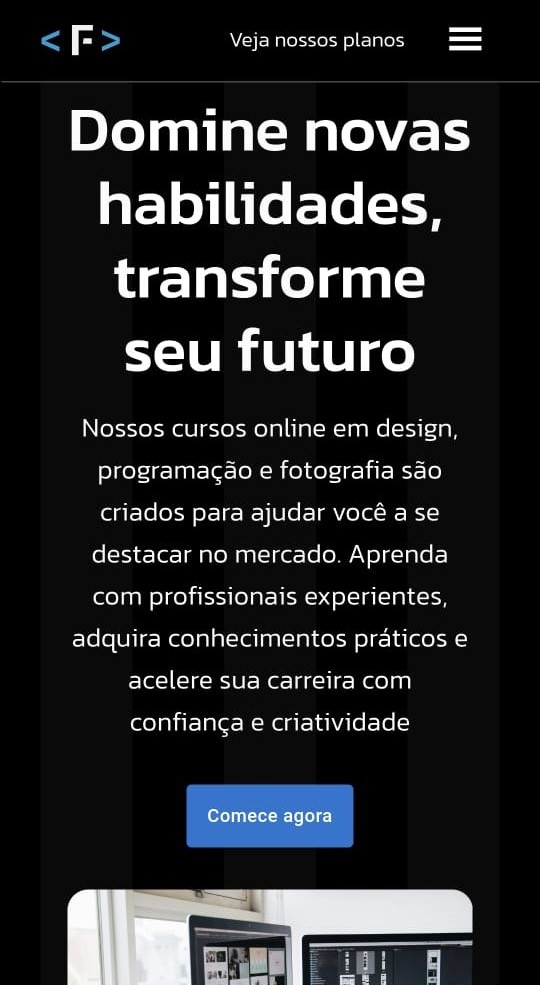 <F>
Veja nossos planos
Domine novas
habilidades,
transforme
seu futuro
Nossos cursos online em design,
programação e fotografia são
criados para ajudar você a se
destacar no mercado. Aprenda
com profissionais experientes,
adquira conhecimentos práticos e
acelere sua carreira com
confiança e criatividade
Comece agora